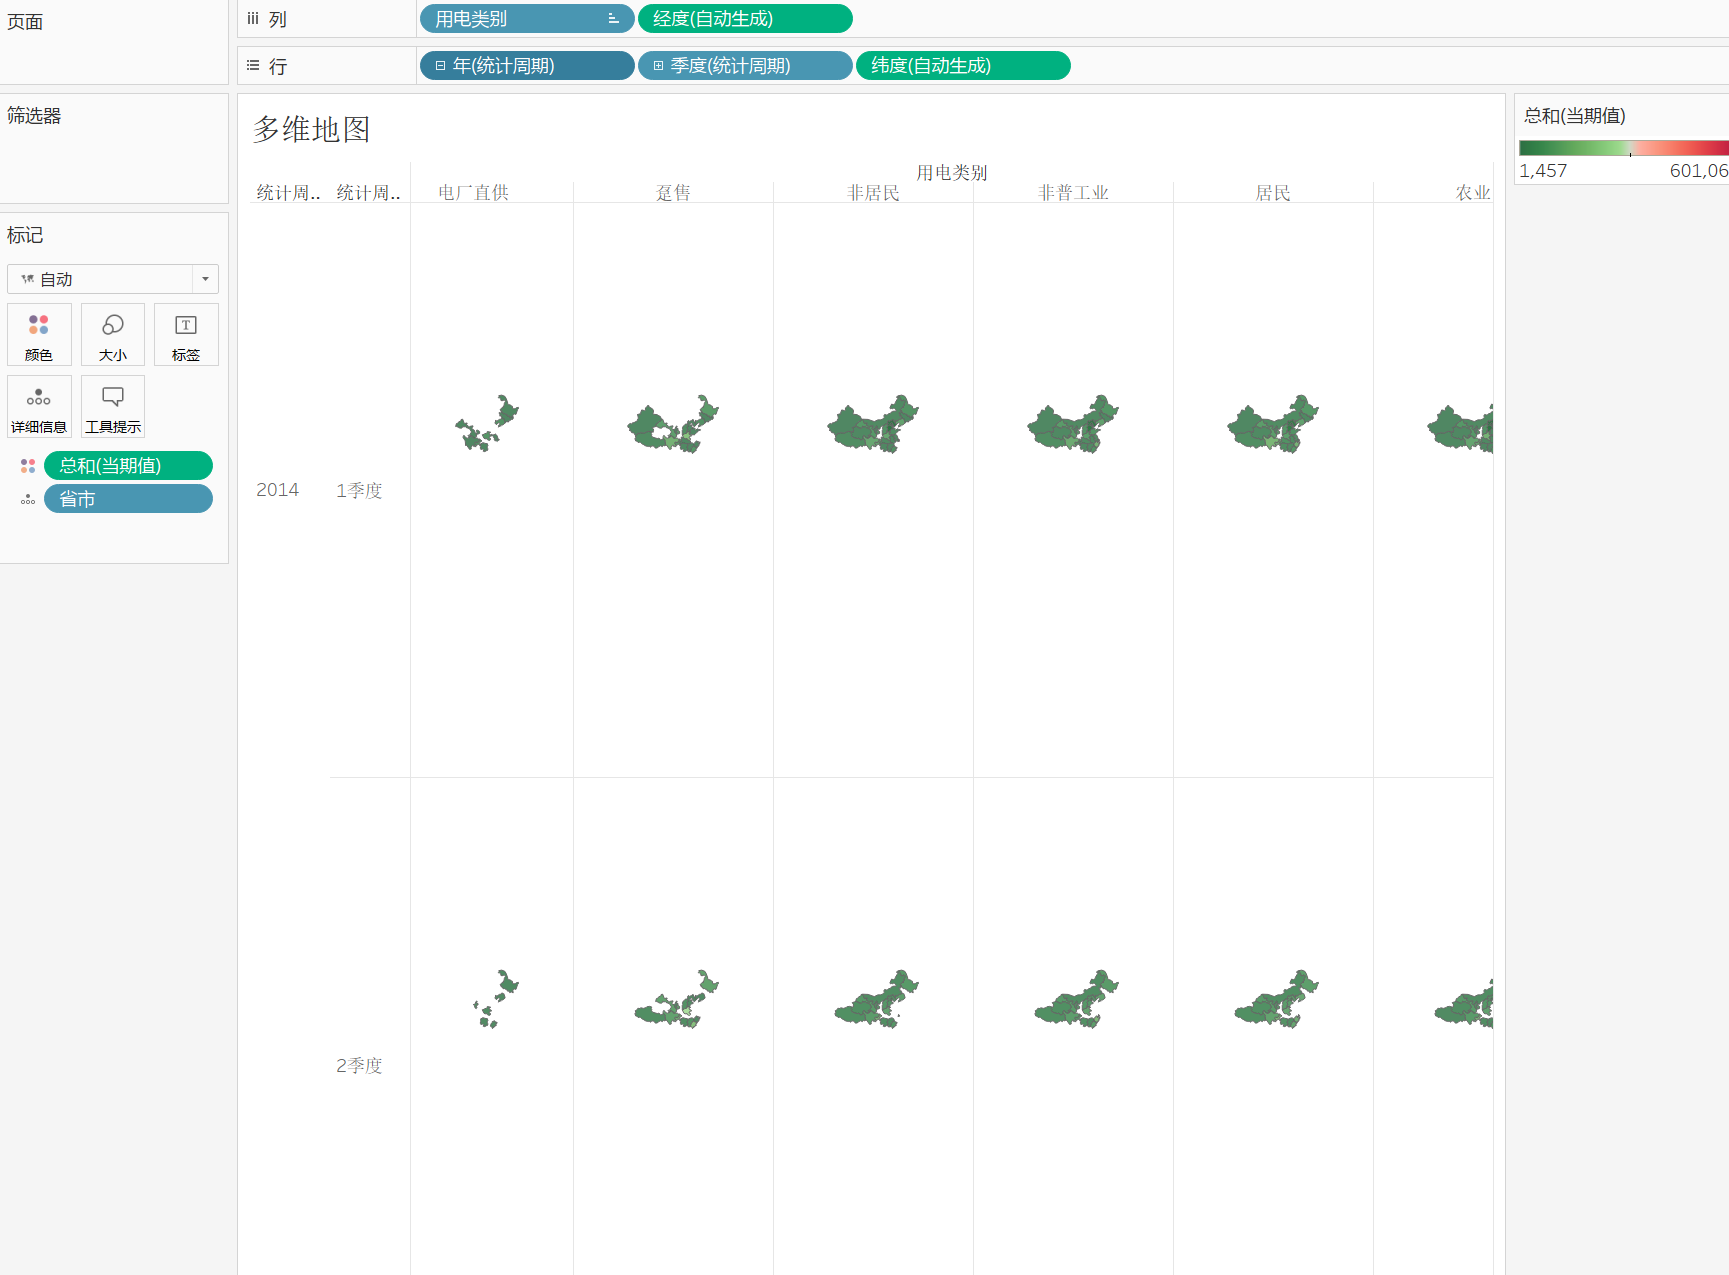 页面
列
用电类别
经度(自动生成)
行
年(统计周期)
季度(统计周期)
纬度(自动生成)
筛选器
标记
自动
颜色
大小
标签
详细信息
工具提示
总和(当期值)
省市
多维地图
用电类别
统计周..
统计周..
电厂直供
趸售
非居民
非普工业
居民
农业
2014
1季度
2季度
总和(当期值)
1,457
601,06